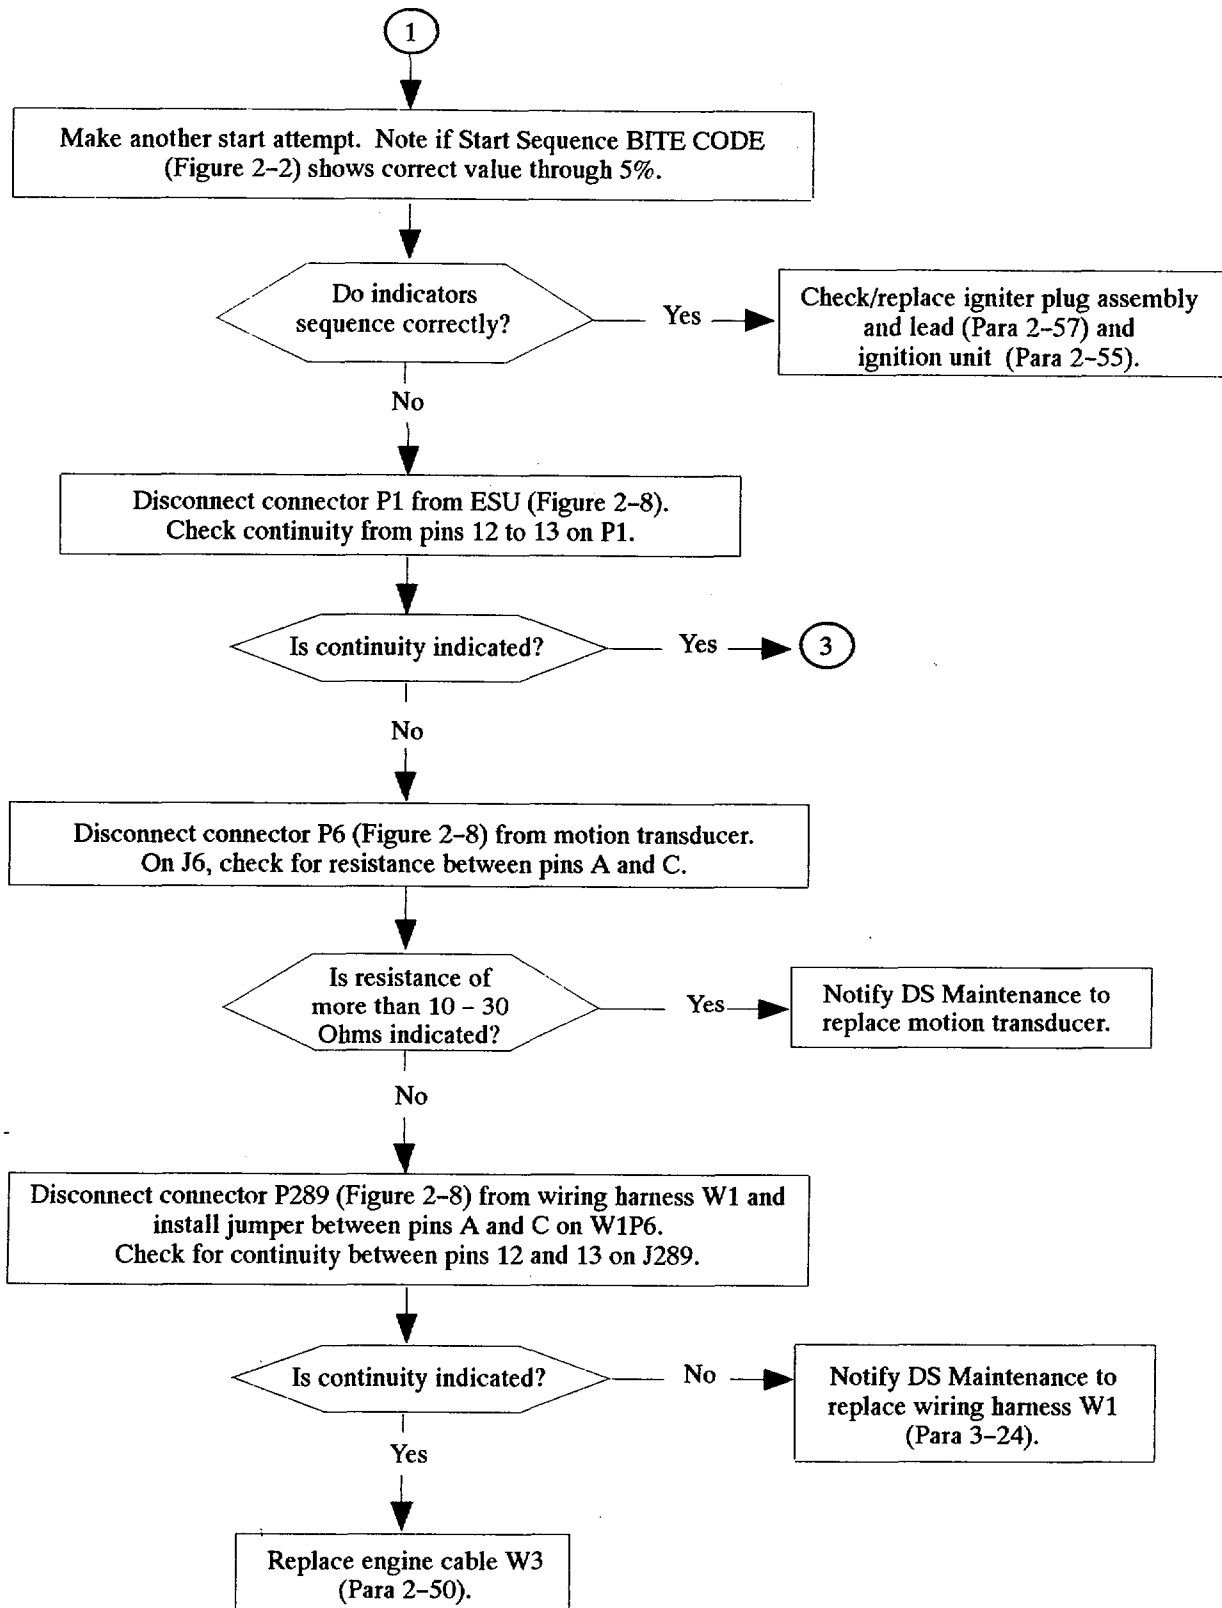 1
Make another start attempt. Note if Start Sequence BITE CODE
(Figure 2–2) shows correct value through 5%.
Do indicators
sequence correctly?
Yes
Check/replace igniter plug assembly
and lead (Para 2–57) and
ignition unit (Para 2–55).
No
Disconnect connector P1 from ESU (Figure 2–8).
Check continuity from pins 12 to 13 on P1.
Is continuity indicated?
Yes
3
No
Disconnect connector P6 (Figure 2–8) from motion transducer.
On J6, check for resistance between pins A and C.
Is resistance of
more than 10 – 30
Ohms indicated?
Yes
Notify DS Maintenance to
replace motion transducer.
No
Disconnect connector P289 (Figure 2–8) from wiring harness W1 and
install jumper between pins A and C on W1P6.
Check for continuity between pins 12 and 13 on J289.
Is continuity indicated?
No
Notify DS Maintenance to
replace wiring harness W1
(Para 3–24).
Yes
Replace engine cable W3
(Para 2–50).